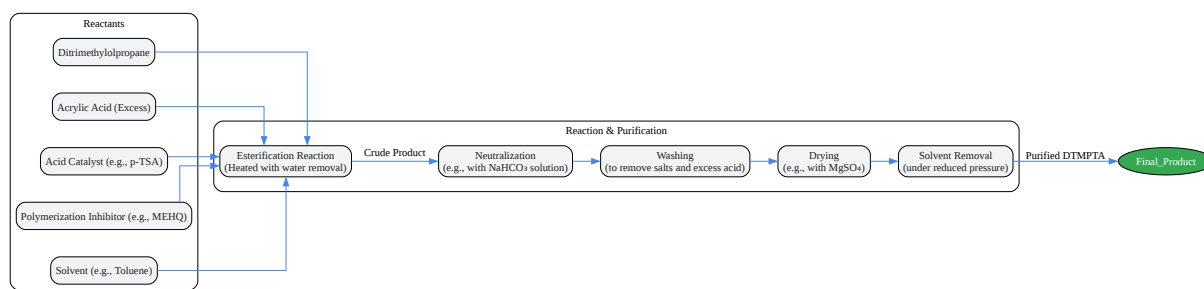 Reactants
Ditrimethylolpropane
Acrylic Acid (Excess)
Acid Catalyst (e.g., p-TSA)
Polymerization Inhibitor (e.g., MEHQ)
Solvent (e.g., Toluene)
Reaction & Purification
Esterification Reaction
(Heated with water removal)
Crude Product
Neutralization
(e.g., with NaHCO₃ solution)
Washing
(to remove salts and excess acid)
Drying
(e.g., with MgSO₄)
Solvent Removal
(under reduced pressure)
Purified DTMPTA
Final_Product